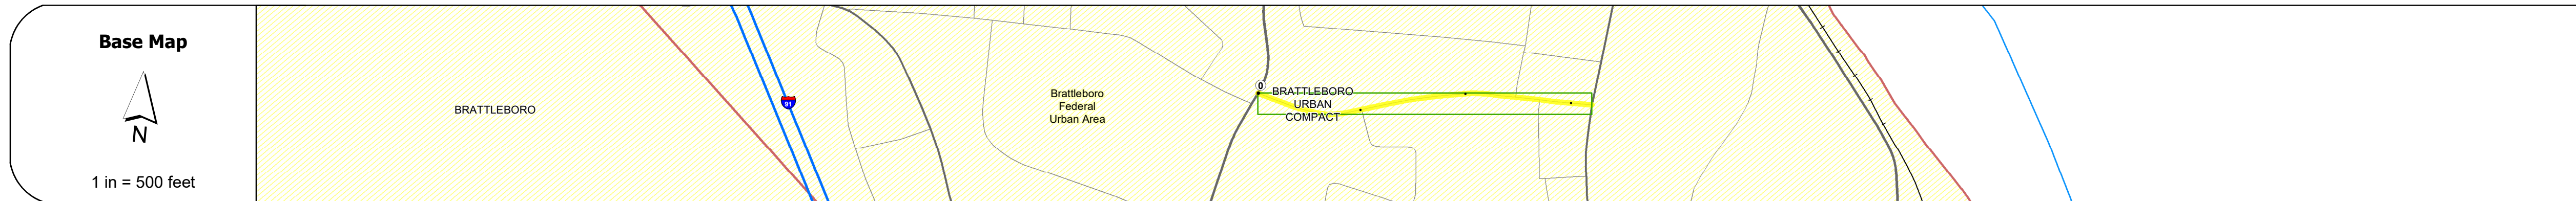 Base Map
N
1 in = 500 feet
BRATTLEBORO
91
Brattleboro
Federal
Urban Area
0
BRATTLEBORO
URBAN
COMPACT